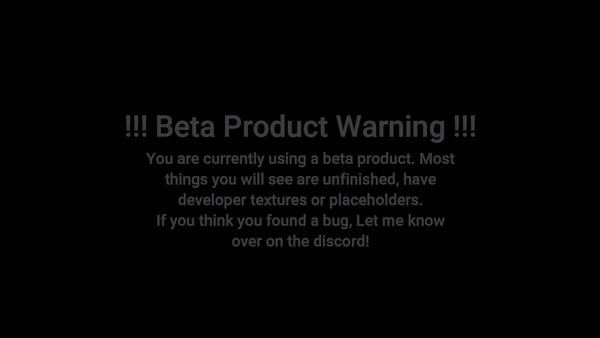 !!! Beta Product Warning !!!
You are currently using a beta product. Most
things you will see are unfinished, have
developer textures or placeholders.
If you think you found a bug, Let me know
over on the discord!